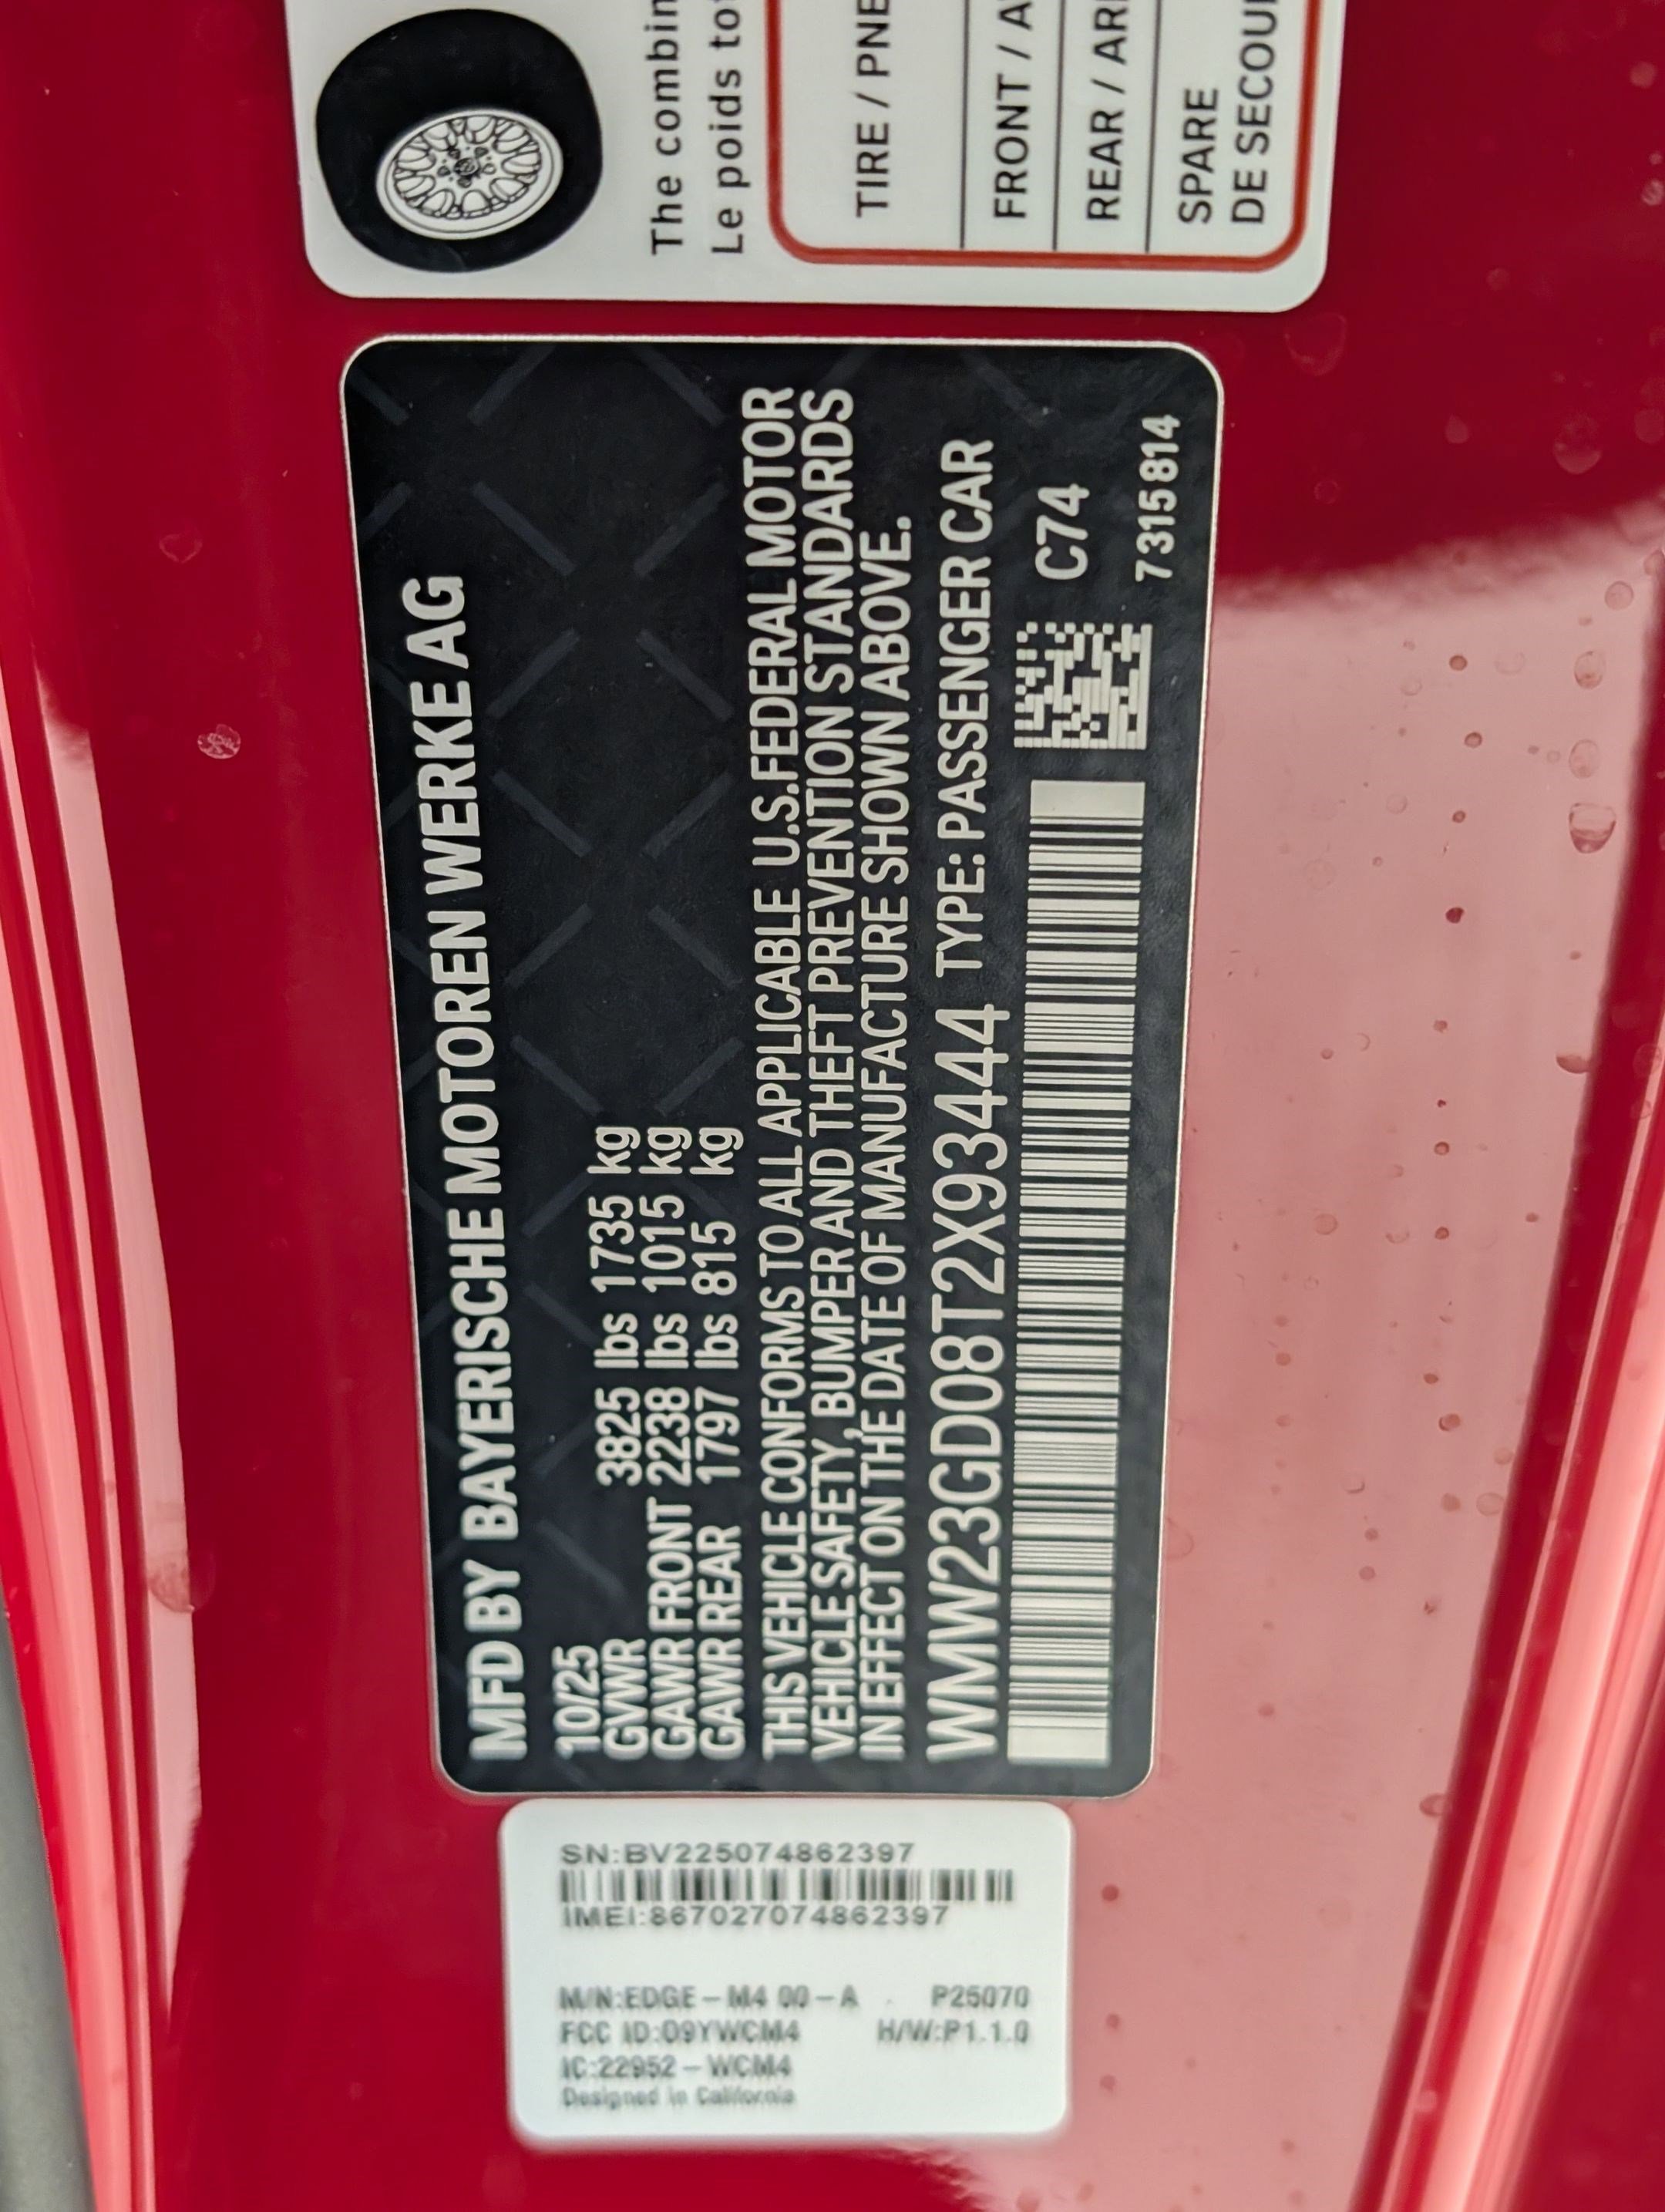 The combin
Le poids tot
TIRE / PNE
FRONT / A
REAR / AR
SPARE
DE SECOU
MFD BY BAYERISCHE MOTOREN WERKE AG
10/25
GVWR 3825 lbs 1735 kg
GAWR FRONT 2238 lbs 1015 kg
GAWR REAR 1797 lbs 815 kg
THIS VEHICLE CONFORMS TO ALL APPLICABLE U.S.FEDERAL MOTOR
VEHICLE SAFETY, BUMPER AND THEFT PREVENTION STANDARDS
IN EFFECT ON THE DATE OF MANUFACTURE SHOWN ABOVE.
WMW23GD08T2X93444 TYPE: PASSENGER CAR
C74
7315814
SN:BV225074862397
IMEI:867027074862397
M/N:EDGE-M4 00-A P25070
FCC ID:O9YWCM4 H/W:P1.1.0
IC:22952-WCM4
Designed in California